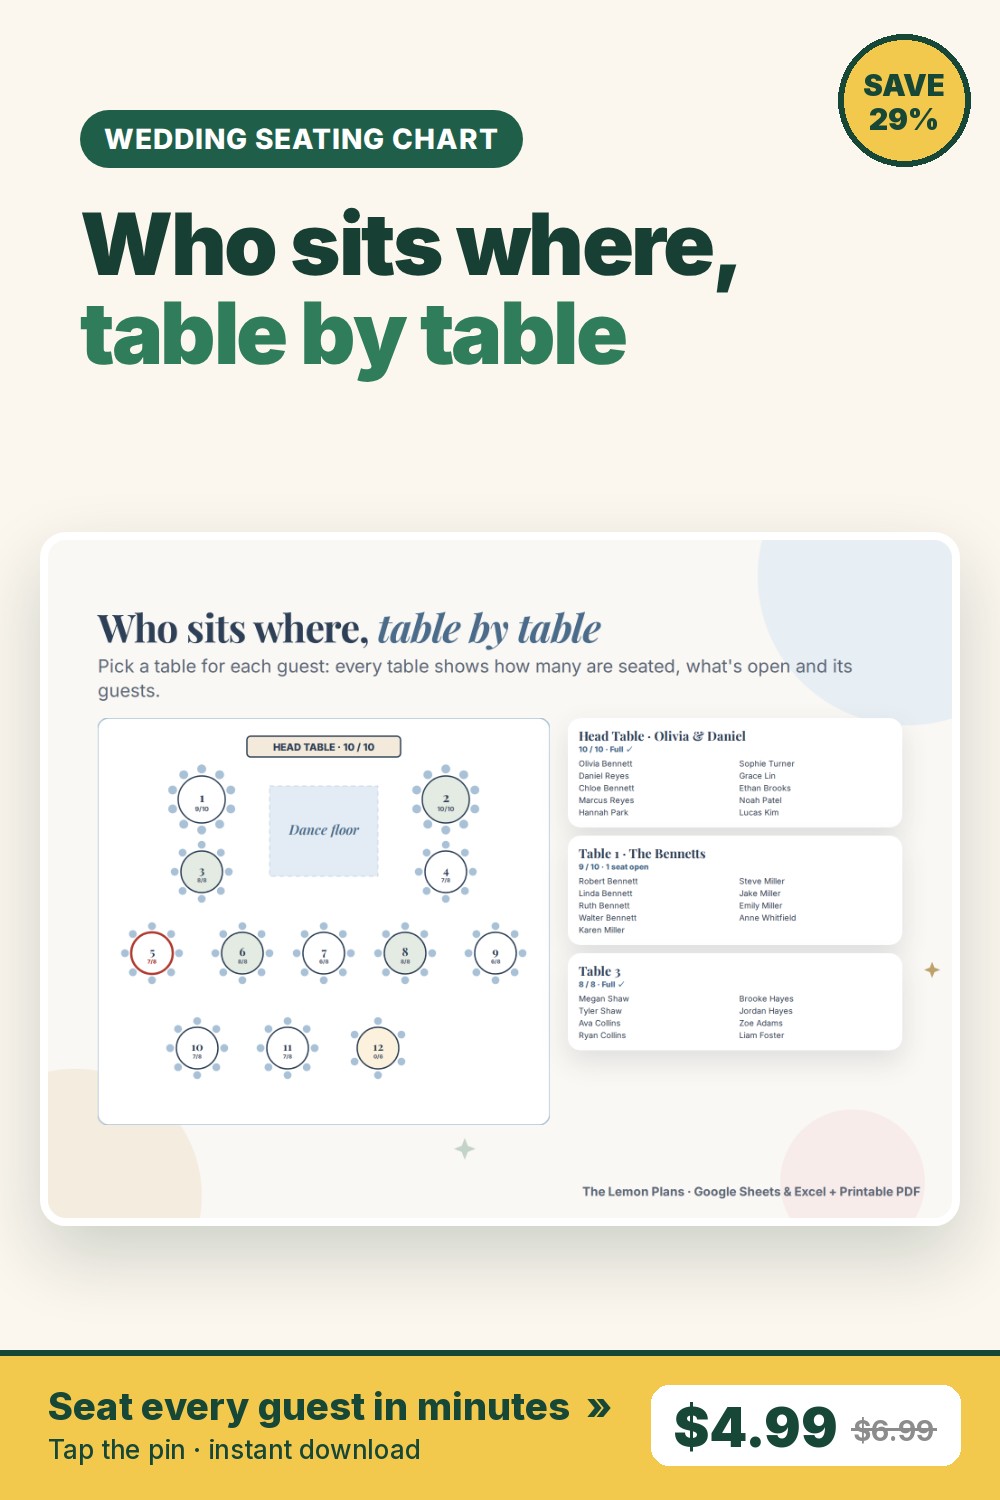 SAVE
29%
WEDDING SEATING CHART
Who sits where,
table by table
Who sits where, table by table
Pick a table for each guest: every table shows how many are seated, what's open and its
guests.
HEAD TABLE · 10 / 10
1
9/10
2
10/10
Dance floor
3
8/8
4
7/8
5
7/8
6
8/8
7
6/8
8
8/8
9
6/8
10
7/8
11
7/8
12
0/6
Head Table · Olivia & Daniel
10 / 10 · Full ✓
Olivia Bennett
Daniel Reyes
Chloe Bennett
Marcus Reyes
Hannah Park
Sophie Turner
Grace Lin
Ethan Brooks
Noah Patel
Lucas Kim
Table 1 · The Bennetts
9 / 10 · 1 seat open
Robert Bennett
Linda Bennett
Ruth Bennett
Walter Bennett
Karen Miller
Steve Miller
Jake Miller
Emily Miller
Anne Whitfield
Table 3
8 / 8 · Full ✓
Megan Shaw
Tyler Shaw
Ava Collins
Ryan Collins
Brooke Hayes
Jordan Hayes
Zoe Adams
Liam Foster
The Lemon Plans · Google Sheets & Excel + Printable PDF
Seat every guest in minutes »
Tap the pin · instant download
$4.99 $6.99